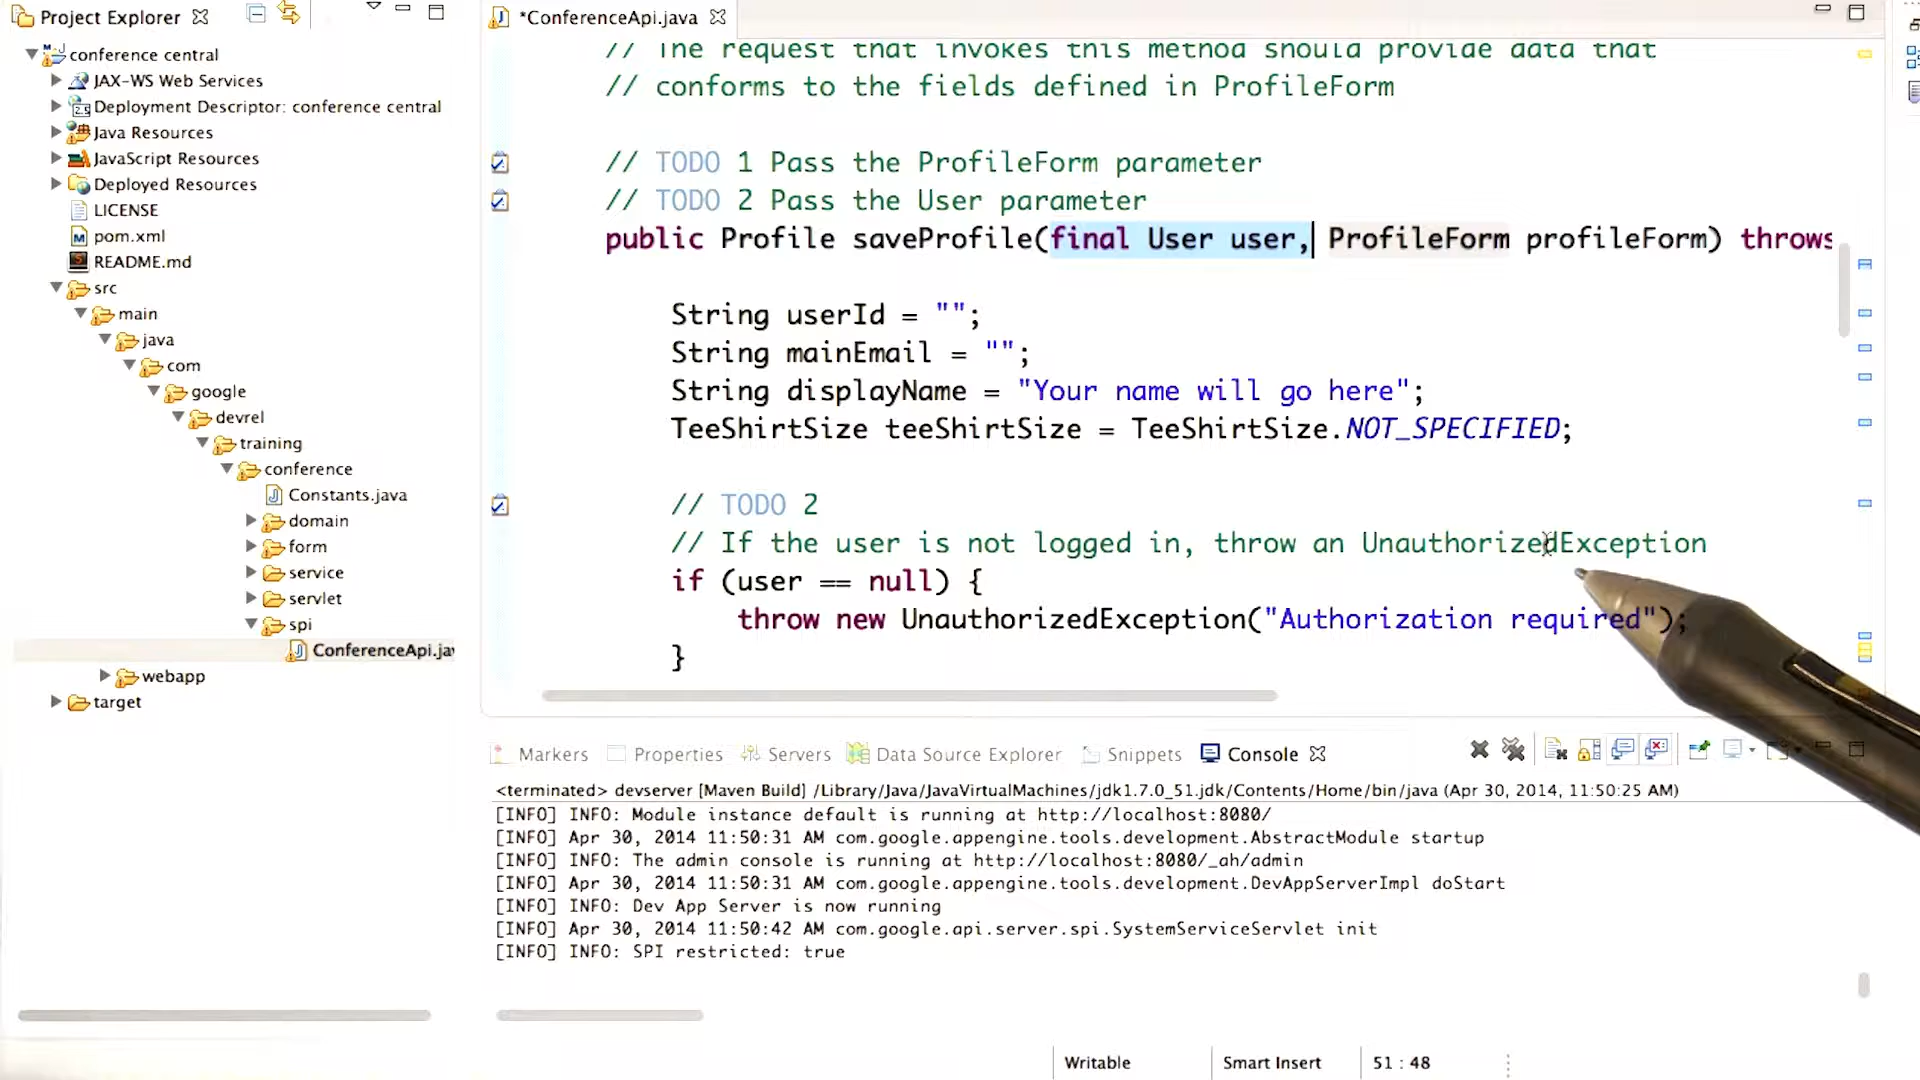 Project Explorer
conference central
JAX-WS Web Services
Deployment Descriptor: conference central
Java Resources
JavaScript Resources
Deployed Resources
LICENSE
pom.xml
README.md
src
main
java
com
google
devrel
training
conference
Constants.java
domain
form
service
servlet
spi
ConferenceApi.jav
webapp
target
*ConferenceApi.java
// The request that invokes this method should provide data that
// conforms to the fields defined in ProfileForm
// TODO 1 Pass the ProfileForm parameter
// TODO 2 Pass the User parameter
public Profile saveProfile(final User user, ProfileForm profileForm) throws
String userId = "";
String mainEmail = "";
String displayName = "Your name will go here";
TeeShirtSize teeShirtSize = TeeShirtSize.NOT_SPECIFIED;
// TODO 2
// If the user is not logged in, throw an UnauthorizedException
if (user == null) {
throw new UnauthorizedException("Authorization required");
}
Markers Properties Servers Data Source Explorer Snippets Console
<terminated> devserver [Maven Build] /Library/Java/JavaVirtualMachines/jdk1.7.0_51.jdk/Contents/Home/bin/java (Apr 30, 2014, 11:50:25 AM)
[INFO] INFO: Module instance default is running at http://localhost:8080/
[INFO] Apr 30, 2014 11:50:31 AM com.google.appengine.tools.development.AbstractModule startup
[INFO] INFO: The admin console is running at http://localhost:8080/_ah/admin
[INFO] Apr 30, 2014 11:50:31 AM com.google.appengine.tools.development.DevAppServerImpl doStart
[INFO] INFO: Dev App Server is now running
[INFO] Apr 30, 2014 11:50:42 AM com.google.api.server.spi.SystemServiceServlet init
[INFO] INFO: SPI restricted: true
Writable Smart Insert 51 : 48